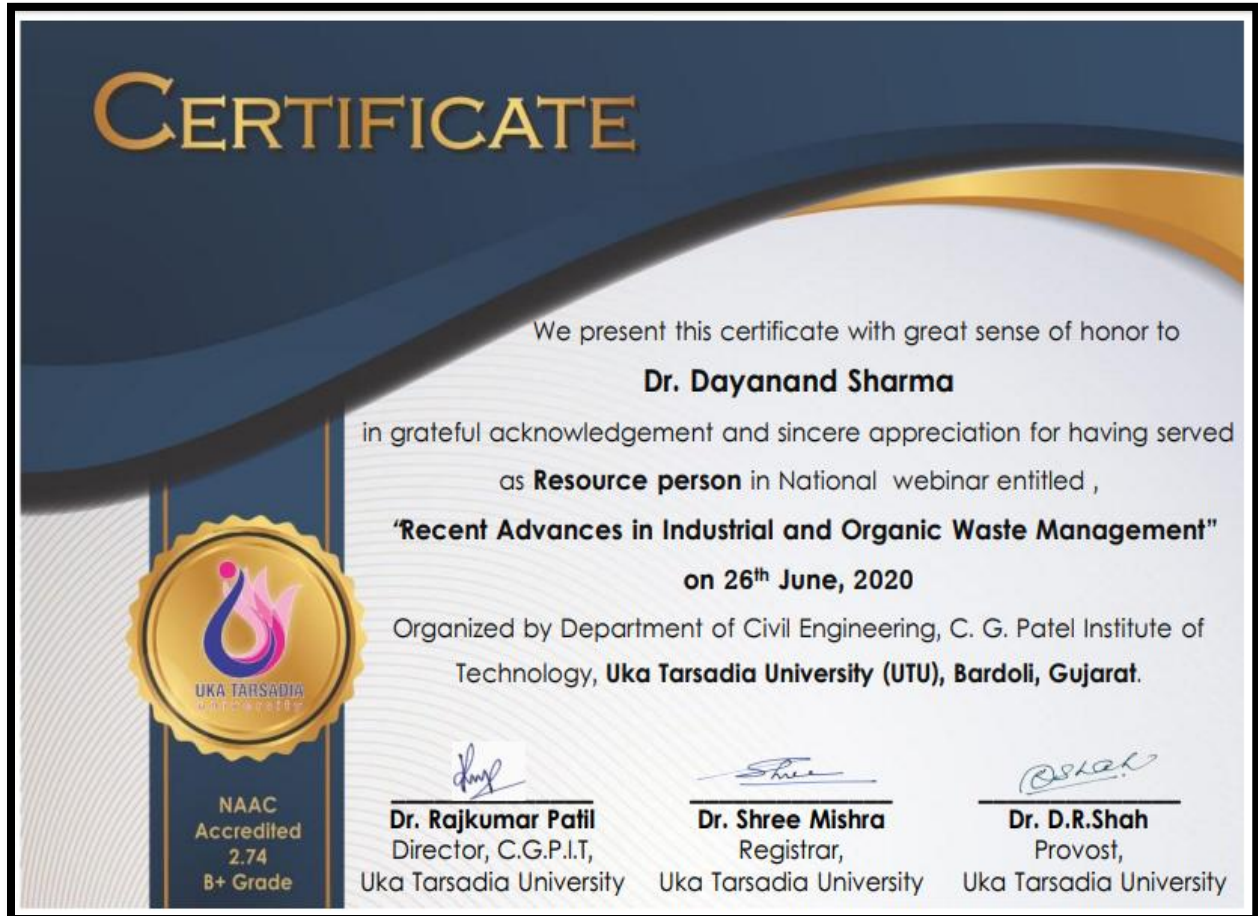 CERTIFICATE
We present this certificate with great sense of honor to
Dr. Dayanand Sharma
in grateful acknowledgement and sincere appreciation for having served
as Resource person in National webinar entitled ,
“Recent Advances in Industrial and Organic Waste Management”
on 26th June, 2020
Organized by Department of Civil Engineering, C. G. Patel Institute of
Technology, Uka Tarsadia University (UTU), Bardoli, Gujarat.
UKA TARSADIA
university
NAAC
Accredited
2.74
B+ Grade
Shree
DShah
Dr. Rajkumar Patil
Director, C.G.P.I.T,
Uka Tarsadia University
Dr. Shree Mishra
Registrar,
Uka Tarsadia University
Dr. D.R.Shah
Provost,
Uka Tarsadia University